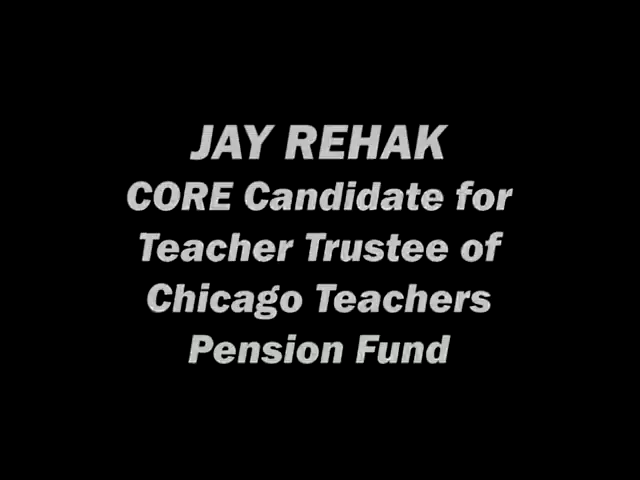 JAY REHAK
CORE Candidate for
Teacher Trustee of
Chicago Teachers
Pension Fund